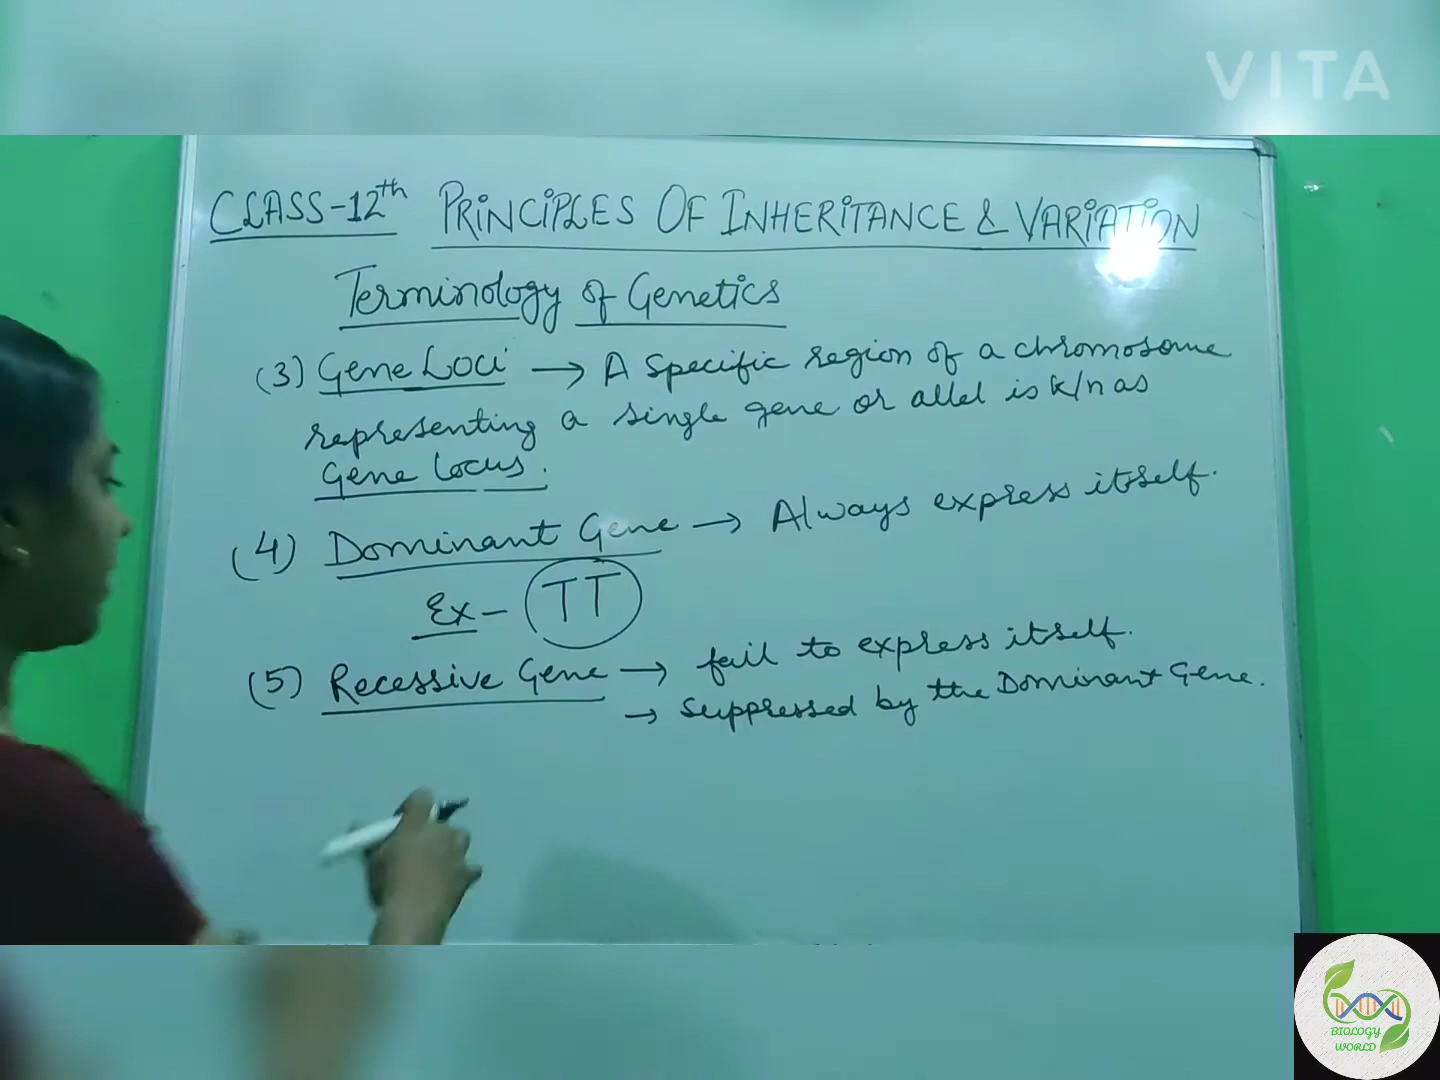 VITA
CLASS-12th PRINCIPLES OF INHERITANCE & VARIATION
Terminology of Genetics
(3) Gene Loci → A specific region of a chromosome
representing a single gene or allel is k/n as
Gene Locus.
(4) Dominant Gene → Always express itself.
Ex- TT
(5) Recessive Gene → fail to express itself.
→ suppressed by the Dominant Gene.
BIOLOGY
WORLD